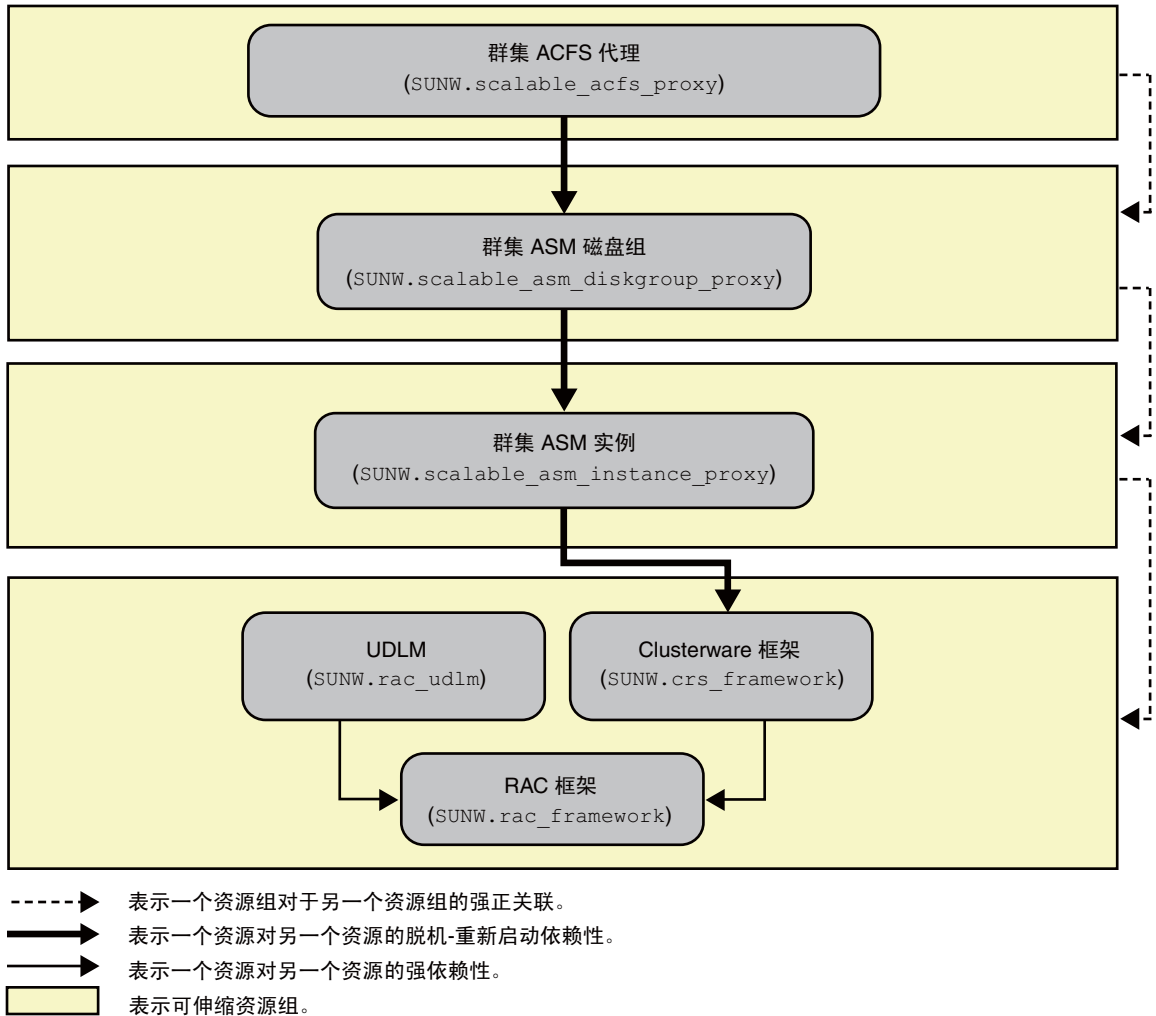 群集 ACFS 代理
(SUNW.scalable_acfs_proxy)
群集 ASM 磁盘组
(SUNW.scalable_asm_diskgroup_proxy)
群集 ASM 实例
(SUNW.scalable_asm_instance_proxy)
UDLM
(SUNW.rac_udlm)
Clusterware 框架
(SUNW.crs_framework)
RAC 框架
(SUNW.rac_framework)
表示一个资源组对于另一个资源组的强正关联。
表示一个资源对另一个资源的脱机-重新启动依赖性。
表示一个资源对另一个资源的强依赖性。
表示可伸缩资源组。